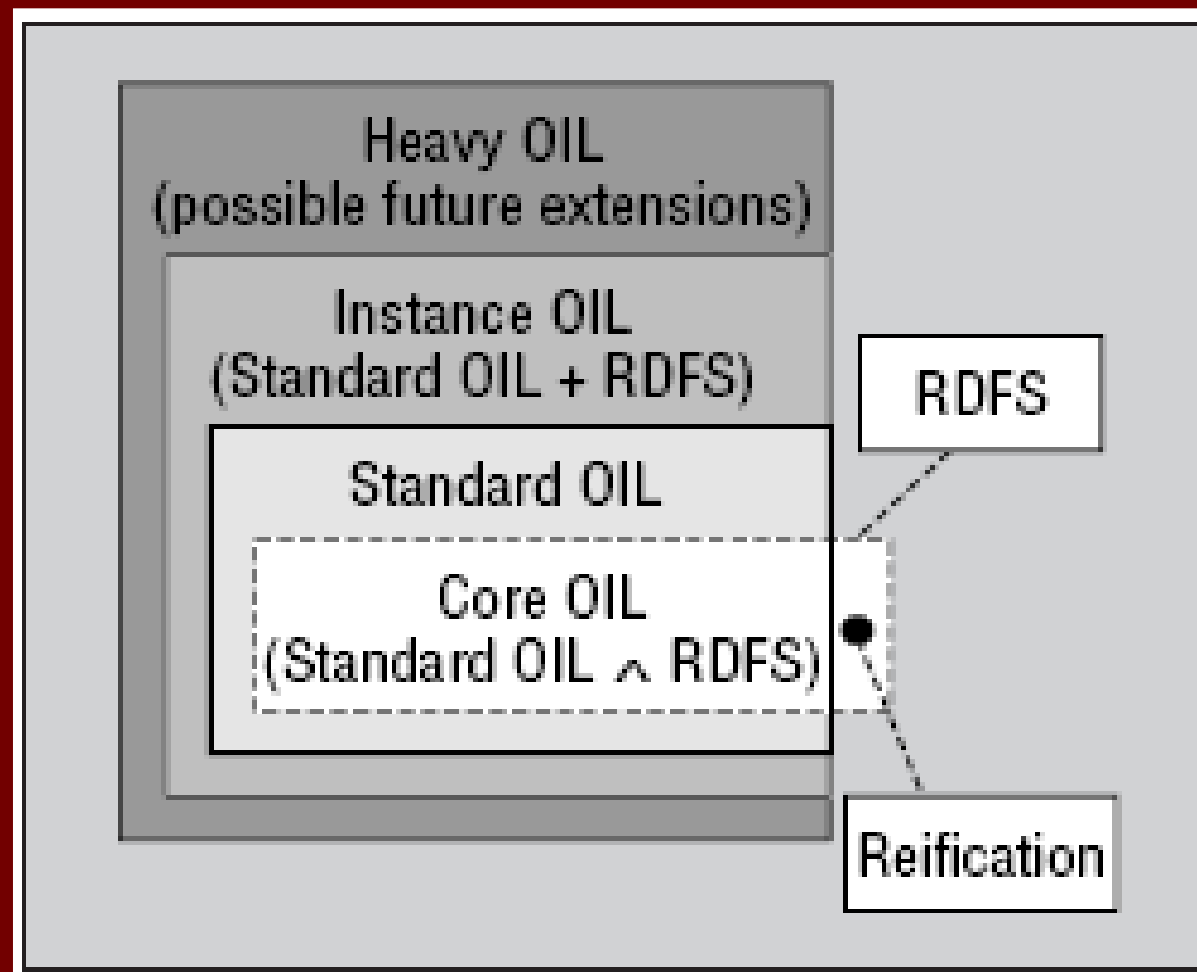 Heavy OIL
(possible future extensions)
Instance OIL
(Standard OIL + RDFS)
RDFS
Standard OIL
Core OIL
(Standard OIL ^ RDFS)
Reification